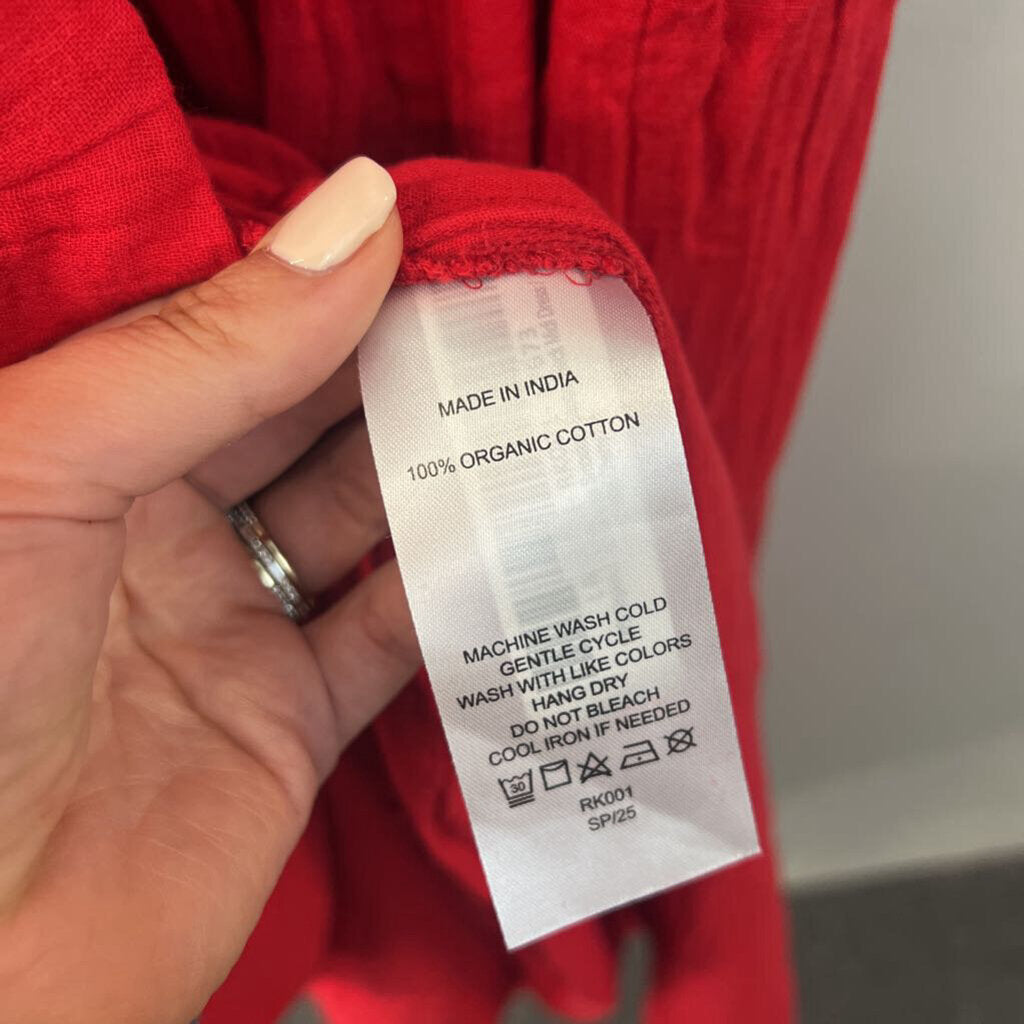 MADE IN INDIA
100% ORGANIC COTTON
MACHINE WASH COLD
GENTLE CYCLE
WASH WITH LIKE COLORS
HANG DRY
DO NOT BLEACH
COOL IRON IF NEEDED
30
RK001
SP/25